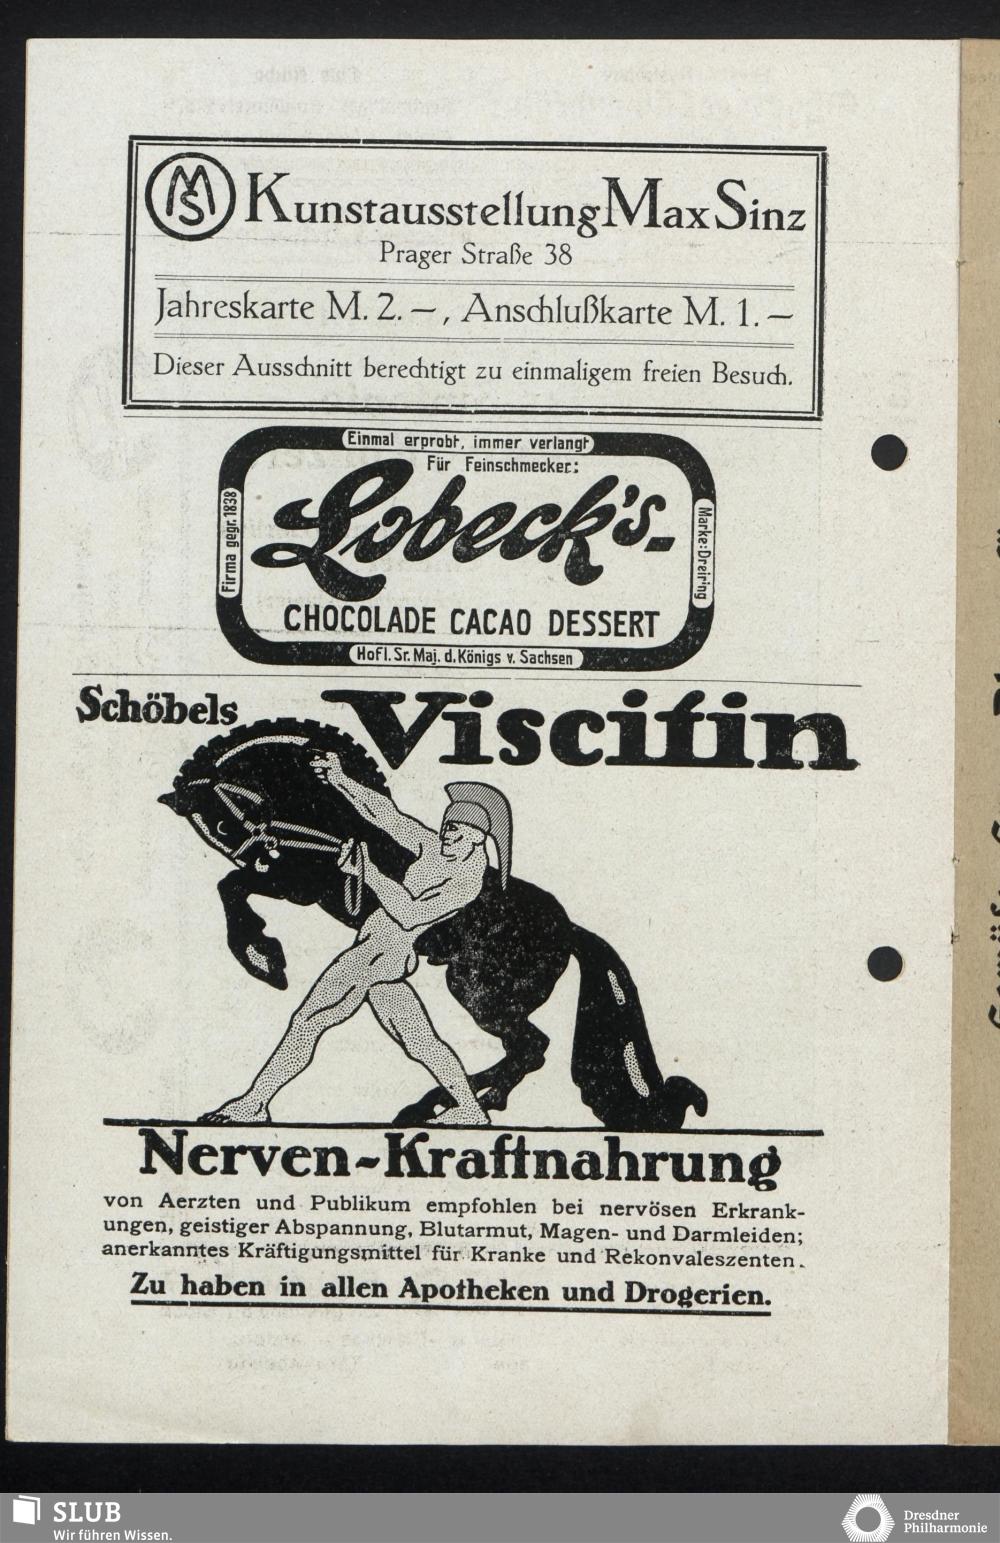 MS Kunstausstellung Max Sinz
Prager Straße 38
Jahreskarte M. 2. –, Anschlußkarte M. 1. –
Dieser Ausschnitt berechtigt zu einmaligem freien Besuch.
Einmal erprobt, immer verlangt
Für Feinschmecker:
Firma gegr. 1838
Lobeck's
Marke: Dreiring
CHOCOLADE CACAO DESSERT
Hofl. Sr. Maj. d. Königs v. Sachsen
Schöbels Viscitin
Nerven-Kraftnahrung
von Aerzten und Publikum empfohlen bei nervösen Erkrank-
ungen, geistiger Abspannung, Blutarmut, Magen- und Darmleiden;
anerkanntes Kräftigungsmittel für Kranke und Rekonvaleszenten.
Zu haben in allen Apotheken und Drogerien.
SLUB
Wir führen Wissen.
Dresdner
Philharmonie